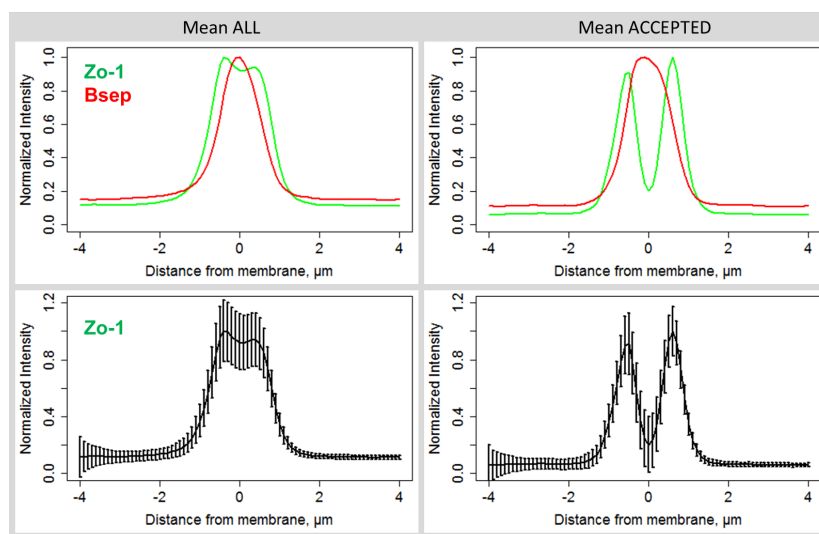 Mean ALL
Mean ACCEPTED
Normalized Intensity
0.0 0.2 0.4 0.6 0.8 1.0
Zo-1
Bsep
-4 -2 0 2 4
Distance from membrane, µm
Normalized Intensity
0.0 0.2 0.4 0.6 0.8 1.0
-4 -2 0 2 4
Distance from membrane, µm
Normalized Intensity
0.0 0.4 0.8 1.2
Zo-1
-4 -2 0 2 4
Distance from membrane, µm
Normalized Intensity
0.0 0.4 0.8 1.2
-4 -2 0 2 4
Distance from membrane, µm